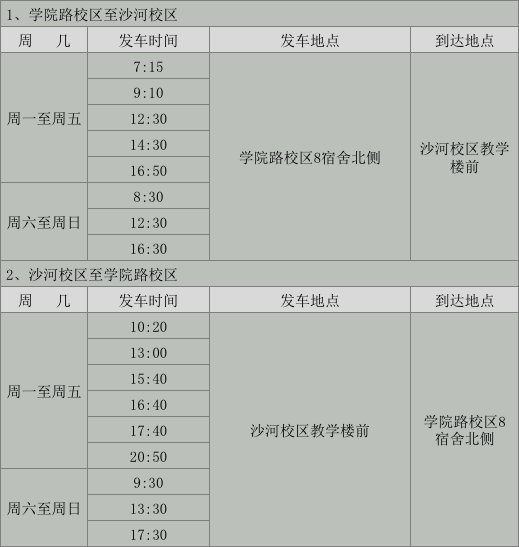 1、学院路校区至沙河校区
周 几 发车时间 发车地点 到达地点
周一至周五
7:15
9:10
12:30
14:30
16:50
周六至周日
8:30
12:30
16:30
学院路校区8宿舍北侧
沙河校区教学
楼前
2、沙河校区至学院路校区
周 几 发车时间 发车地点 到达地点
周一至周五
10:20
13:00
15:40
16:40
17:40
20:50
周六至周日
9:30
13:30
17:30
沙河校区教学楼前
学院路校区8
宿舍北侧